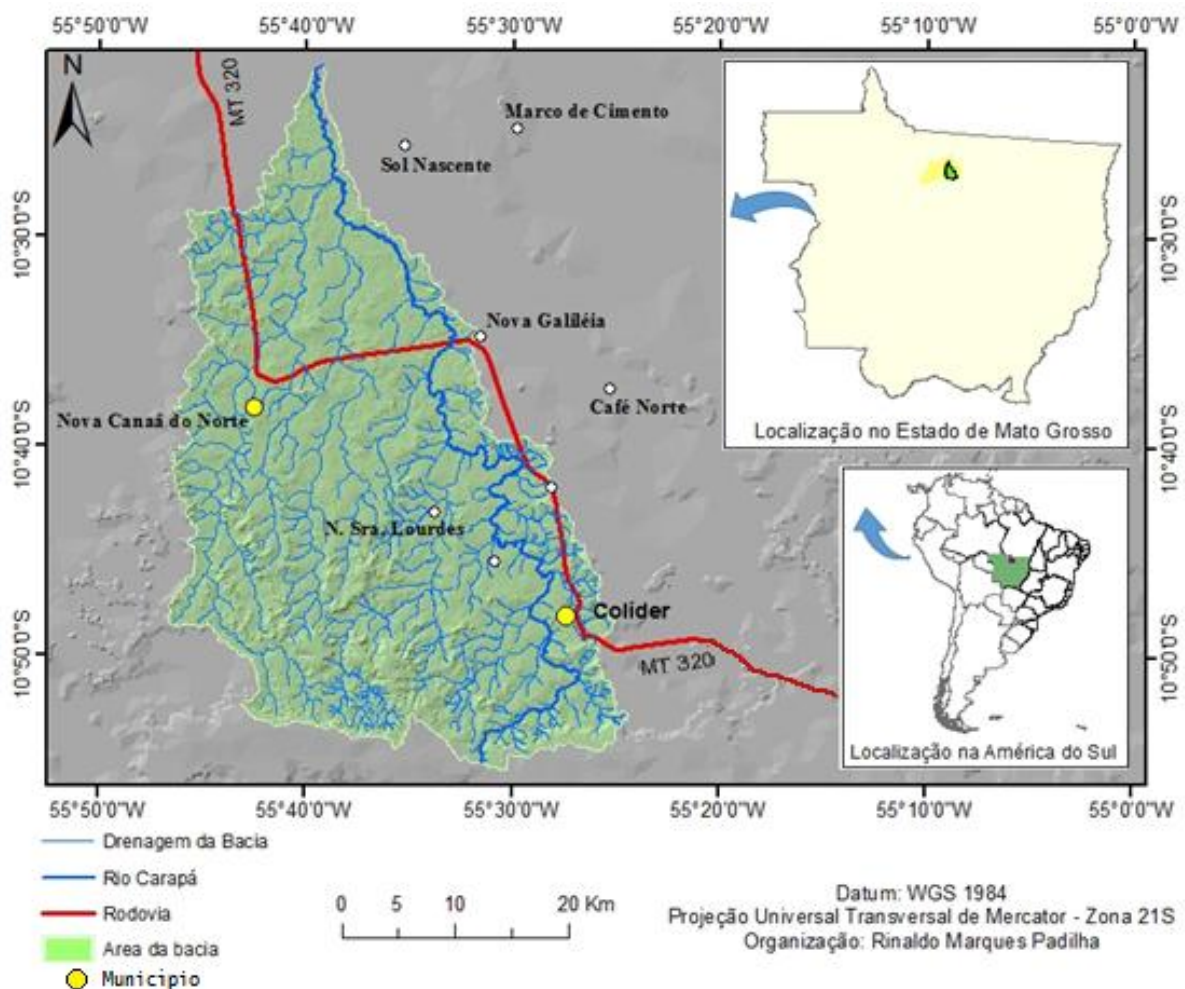 55°50'0"W 55°40'0"W 55°30'0"W 55°20'0"W 55°10'0"W 55°0'0"W
N
MT 320
Marco de Cimento
Sol Nascente
10°30'0"S
10°30'0"S
Nova Galiléia
Café Norte
Nova Canaã do Norte
Localização no Estado de Mato Grosso
10°40'0"S
10°40'0"S
N. Sra. Lourdes
Colider
MT 320
10°50'0"S
10°50'0"S
Localização na América do Sul
55°50'0"W 55°40'0"W 55°30'0"W 55°20'0"W 55°10'0"W 55°0'0"W
Drenagem da Bacia
Rio Carapá
Rodovia
Area da bacia
Municipio
0 5 10 20 Km
Datum: WGS 1984
Projeção Universal Transversal de Mercator - Zona 21S
Organização: Rinaldo Marques Padilha